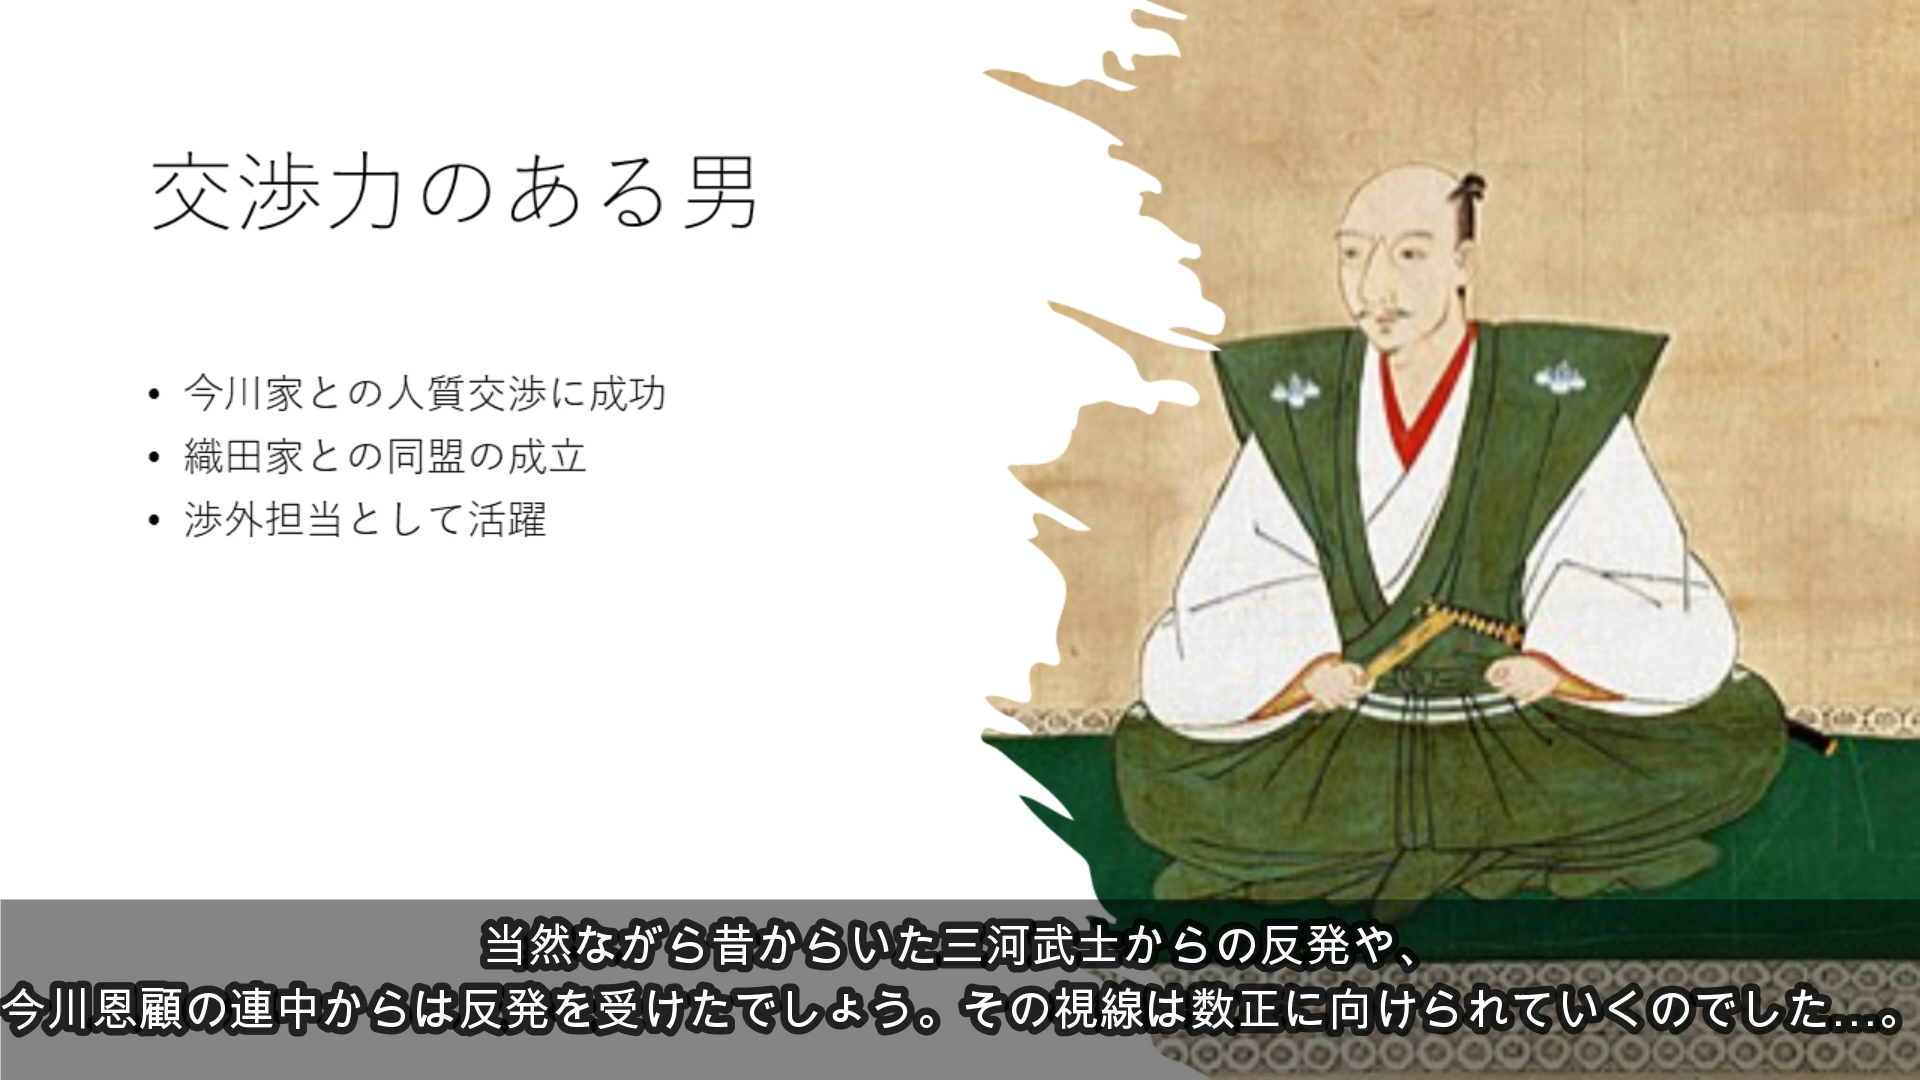 交渉力のある男
• 今川家との人質交渉に成功
• 織田家との同盟の成立
• 渉外担当として活躍
当然ながら昔からいた三河武士からの反発や、
今川恩顧の連中からは反発を受けたでしょう。その視線は数正に向けられていくのでした…。